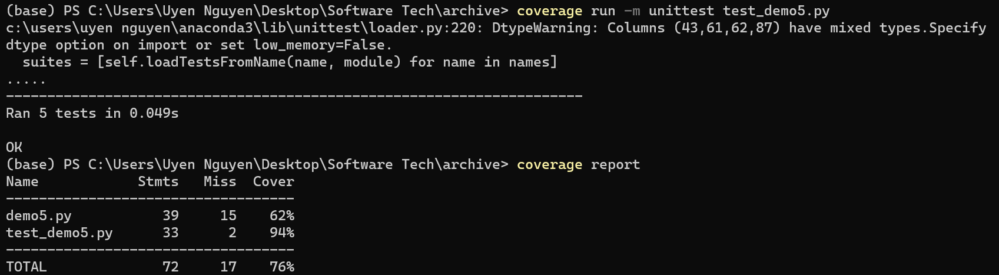 (base) PS C:\Users\Uyen Nguyen\Desktop\Software Tech\archive> coverage run -m unittest test_demo5.py
c:\users\uyen nguyen\anaconda3\lib\unittest\loader.py:220: DtypeWarning: Columns (43,61,62,87) have mixed types.Specify
dtype option on import or set low_memory=False.
  suites = [self.loadTestsFromName(name, module) for name in names]
.....
----------------------------------------------------------------------
Ran 5 tests in 0.049s

OK
(base) PS C:\Users\Uyen Nguyen\Desktop\Software Tech\archive> coverage report
Name            Stmts   Miss  Cover
-----------------------------------
demo5.py           39     15    62%
test_demo5.py      33      2    94%
-----------------------------------
TOTAL              72     17    76%